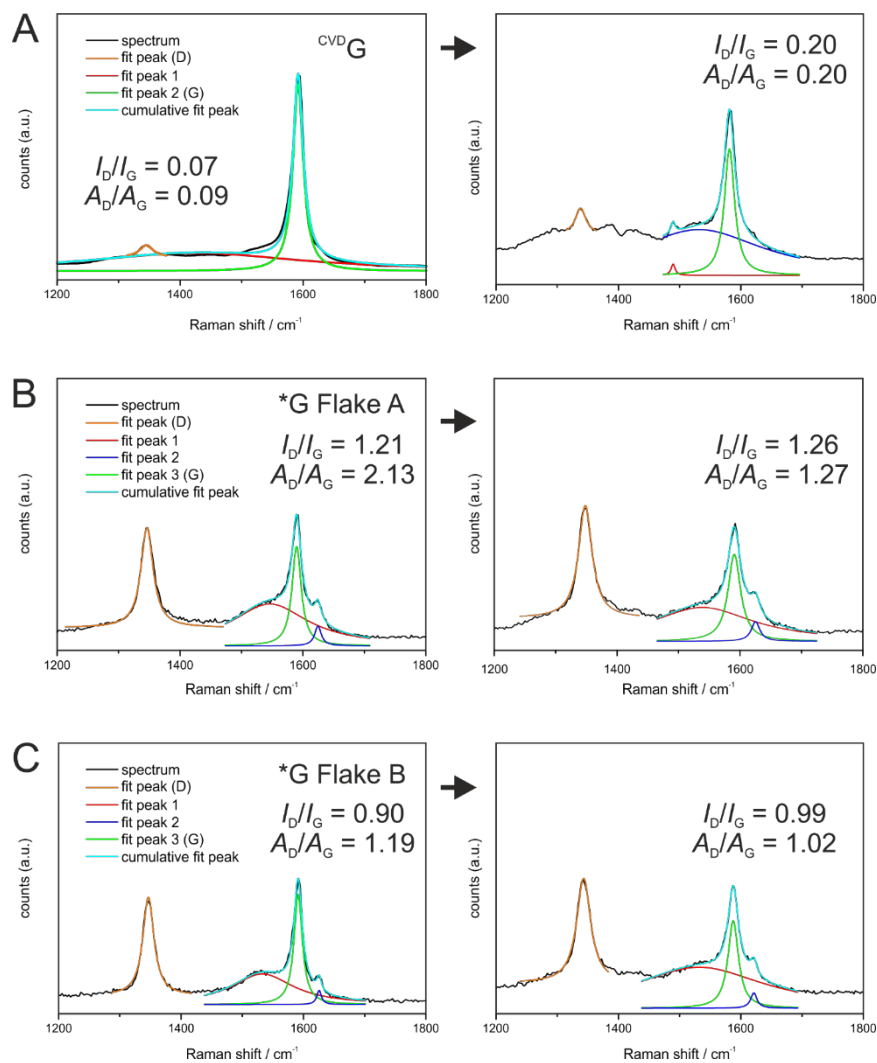 A
spectrum
fit peak (D)
fit peak 1
fit peak 2 (G)
cumulative fit peak
CVDG
ID/IG = 0.07
AD/AG = 0.09
counts (a.u.)
1200 1400 1600 1800
Raman shift / cm-1
ID/IG = 0.20
AD/AG = 0.20
counts (a.u.)
1200 1400 1600 1800
Raman shift / cm-1
B
spectrum
fit peak (D)
fit peak 1
fit peak 2
fit peak 3 (G)
cumulative fit peak
*G Flake A
ID/IG = 1.21
AD/AG = 2.13
counts (a.u.)
1200 1400 1600 1800
Raman shift / cm-1
ID/IG = 1.26
AD/AG = 1.27
counts (a.u.)
1200 1400 1600 1800
Raman shift / cm-1
C
spectrum
fit peak (D)
fit peak 1
fit peak 2
fit peak 3 (G)
cumulative fit peak
*G Flake B
ID/IG = 0.90
AD/AG = 1.19
counts (a.u.)
1200 1400 1600 1800
Raman shift / cm-1
ID/IG = 0.99
AD/AG = 1.02
counts (a.u.)
1200 1400 1600 1800
Raman shift / cm-1